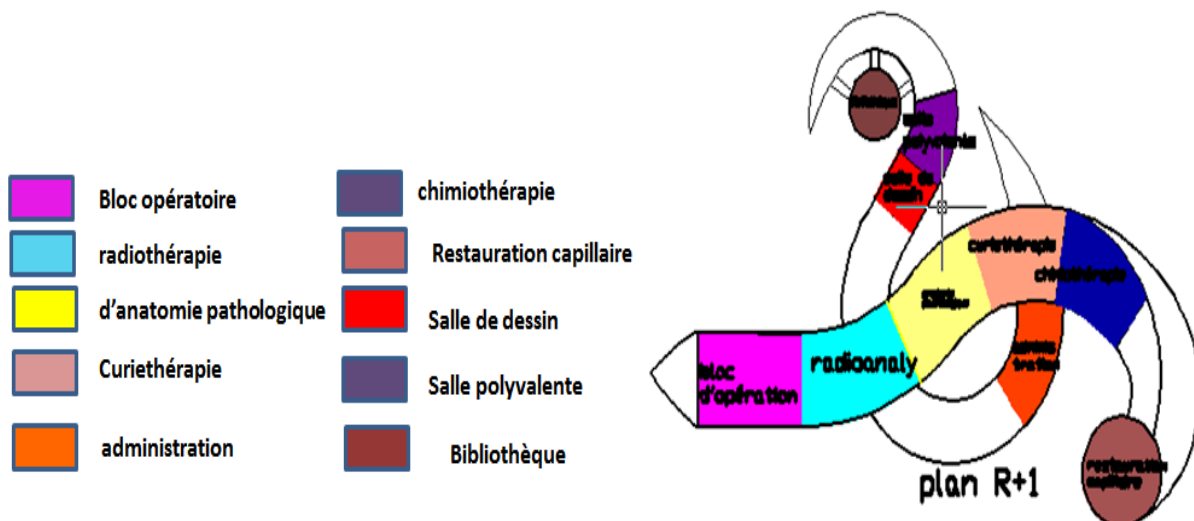 Bloc opératoire
radiothérapie
d'anatomie pathologique
Curiethérapie
administration
chimiothérapie
Restauration capillaire
Salle de dessin
Salle polyvalente
Bibliothèque
salle
polyvalente
salle de
dessin
curiethérapie
chimiothérapie
radioanaly
bloc
d'opération
tration
restauration
capillaire
plan R+1